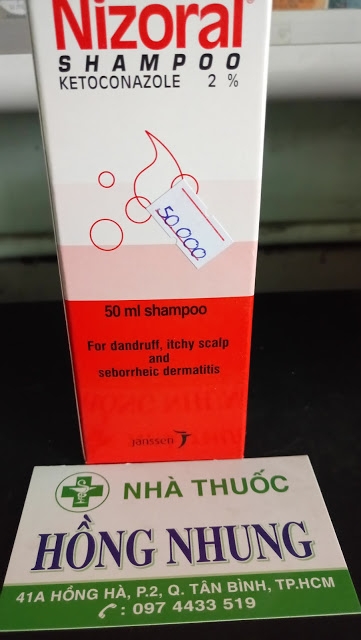 Nizoral®
SHAMPOO
KETOCONAZOLE 2 %
50.000
50 ml shampoo
For dandruff, itchy scalp
and
seborrheic dermatitis
janssen
NHÀ THUỐC
HỒNG NHUNG
41A HỒNG HÀ, P.2, Q. TÂN BÌNH, TP.HCM
: 097 4433 519